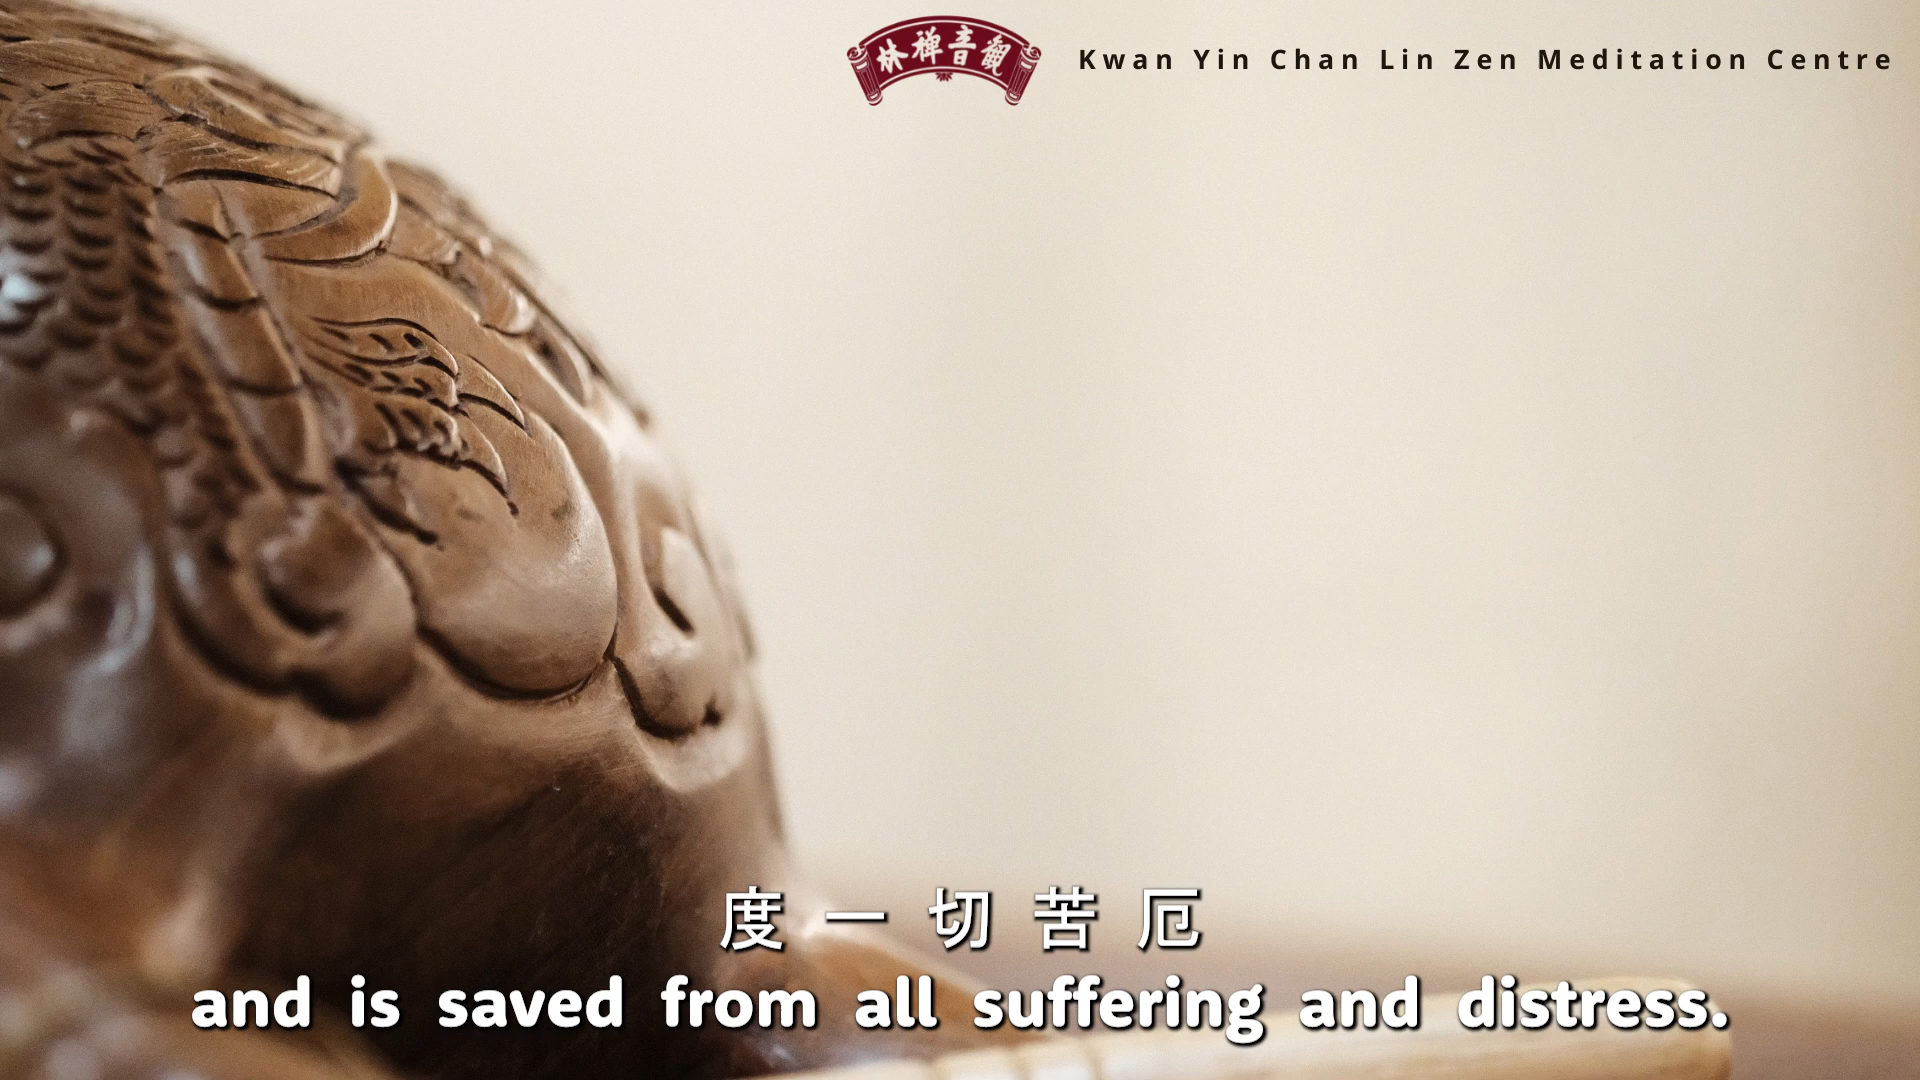 林禅音觀
Kwan Yin Chan Lin Zen Meditation Centre
度一切苦厄
and is saved from all suffering and distress.